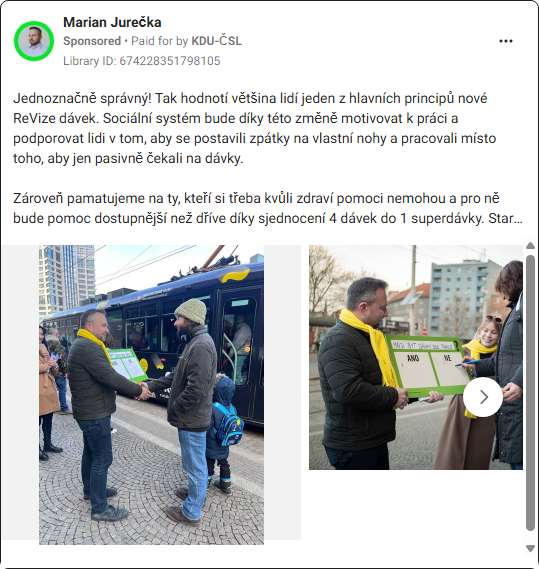 Marian Jurečka
Sponsored • Paid for by KDU-ČSL
Library ID: 674228351798105
Jednoznačně správný! Tak hodnotí většina lidí jeden z hlavních principů nové
ReVize dávek. Sociální systém bude díky této změně motivovat k práci a
podporovat lidi v tom, aby se postavili zpátky na vlastní nohy a pracovali místo
toho, aby jen pasivně čekali na dávky.
Zároveň pamatujeme na ty, kteří si třeba kvůli zdraví pomoci nemohou a pro ně
bude pomoc dostupnější než dříve díky sjednocení 4 dávek do 1 superdávky. Star…
ANO NE